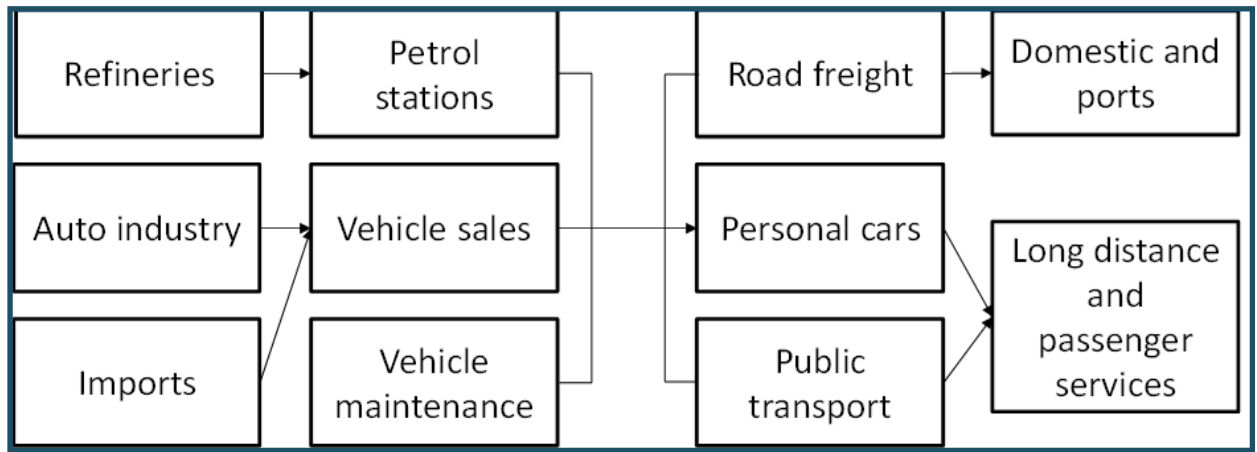 Refineries
Petrol
stations
Road freight
Domestic and
ports
Auto industry
Vehicle sales
Personal cars
Long distance
and
passenger
services
Imports
Vehicle
maintenance
Public
transport